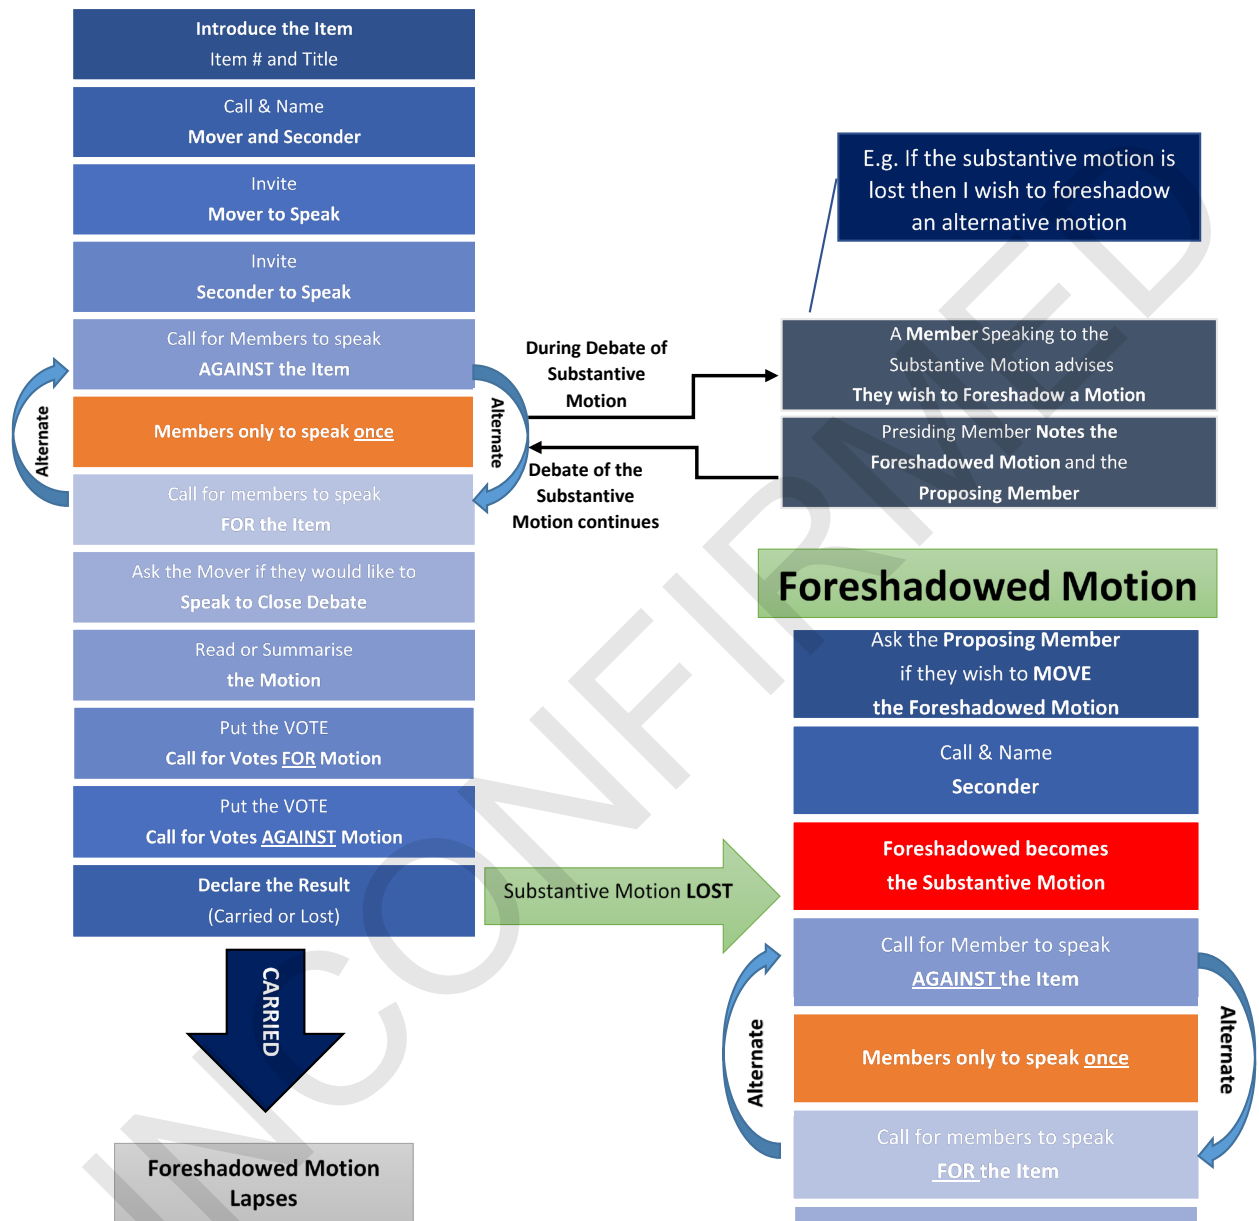 Introduce the Item
Item # and Title
Call & Name
Mover and Seconder
Invite
Mover to Speak
Invite
Seconder to Speak
Call for Members to speak
AGAINST the Item
Members only to speak once
Call for members to speak
FOR the Item
Alternate
Alternate
Ask the Mover if they would like to
Speak to Close Debate
Read or Summarise
the Motion
Put the VOTE
Call for Votes FOR Motion
Put the VOTE
Call for Votes AGAINST Motion
Declare the Result
(Carried or Lost)
CARRIED
Foreshadowed Motion
Lapses
During Debate of
Substantive
Motion
Debate of the
Substantive
Motion continues
E.g. If the substantive motion is
lost then I wish to foreshadow
an alternative motion
A Member Speaking to the
Substantive Motion advises
They wish to Foreshadow a Motion
Presiding Member Notes the
Foreshadowed Motion and the
Proposing Member
Substantive Motion LOST
Foreshadowed Motion
Ask the Proposing Member
if they wish to MOVE
the Foreshadowed Motion
Call & Name
Seconder
Foreshadowed becomes
the Substantive Motion
Call for Member to speak
AGAINST the Item
Members only to speak once
Call for members to speak
FOR the Item
Alternate
Alternate
INCONFIRMED